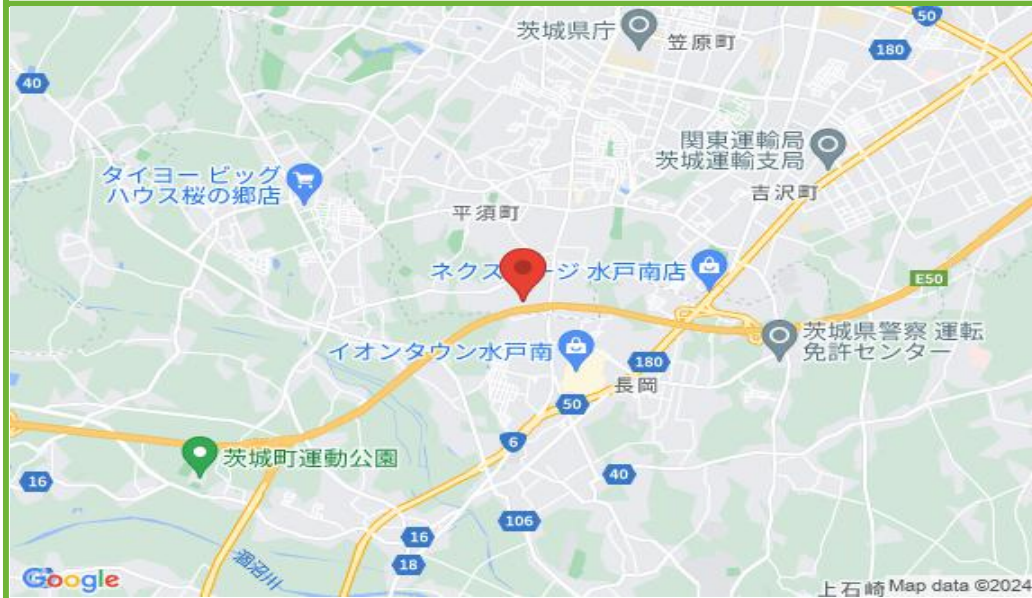 50
茨城県庁
笠原町
180
40
関東運輸局
茨城運輸支局
タイヨー ビッグ
ハウス桜の郷店
吉沢町
平須町
ネクス
ージ 水戸南店
E50
茨城県警察 運転
免許センター
イオンタウン水戸南
180
長岡
50
6
茨城町運動公園
40
16
106
16
18
涸沼川
Google
上石崎
Map data ©2024